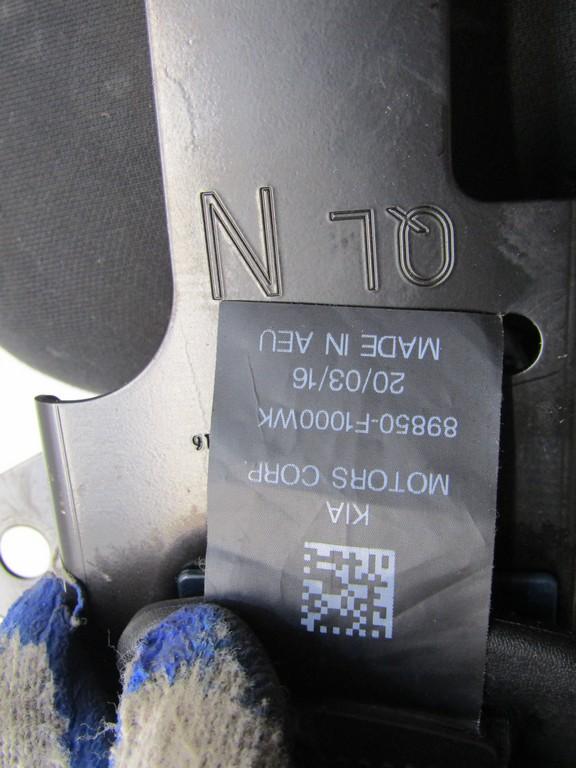 KIA
MOTORS CORP.
89850-F1000WK
20/03/16
MADE IN AEU
QL N